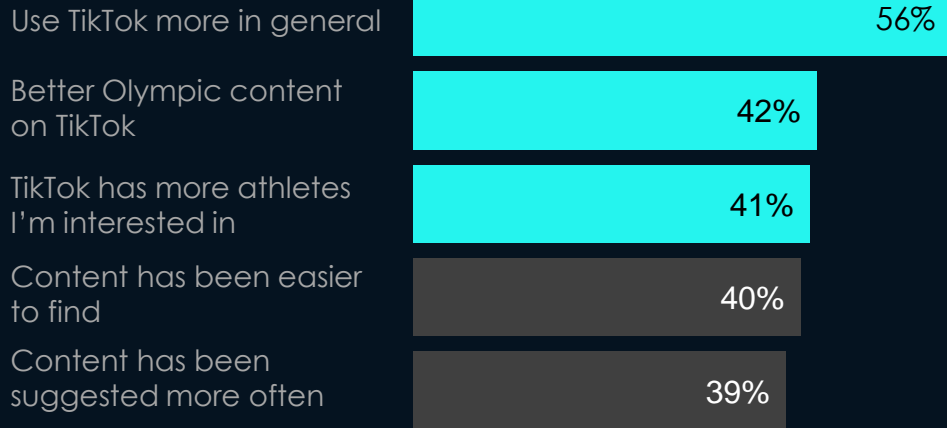 Use TikTok more in general
56%
Better Olympic content
on TikTok
42%
TikTok has more athletes
I'm interested in
41%
Content has been easier
to find
40%
Content has been
suggested more often
39%